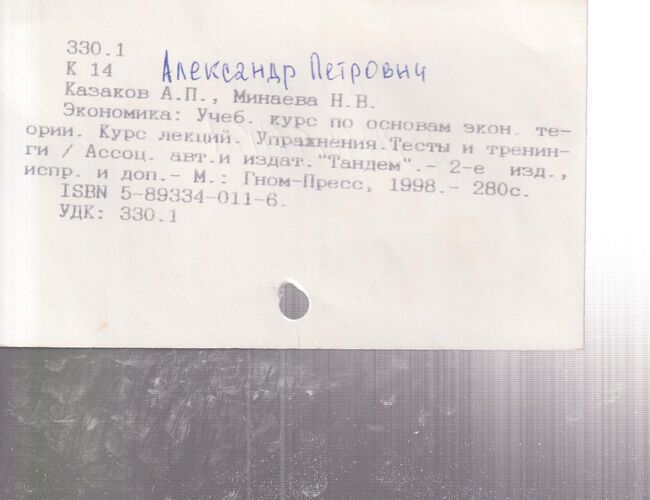 330.1
К 14 Александр Петрович
Казаков А.П., Минаева Н.В.
Экономика: Учеб. курс по основам экон. те-
ории. Курс лекций. Упражнения.Тесты и тренин-
ги / Ассоц. авт.и издат."Тандем".- 2-е изд.,
испр. и доп.- М.: Гном-Пресс, 1998.- 280с.
ISBN 5-89334-011-6.
УДК: 330.1